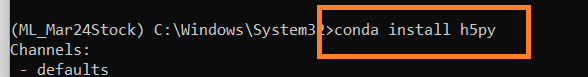 (ML_Mar24Stock) C:\Windows\System32>conda install h5py
Channels:
 - defaults